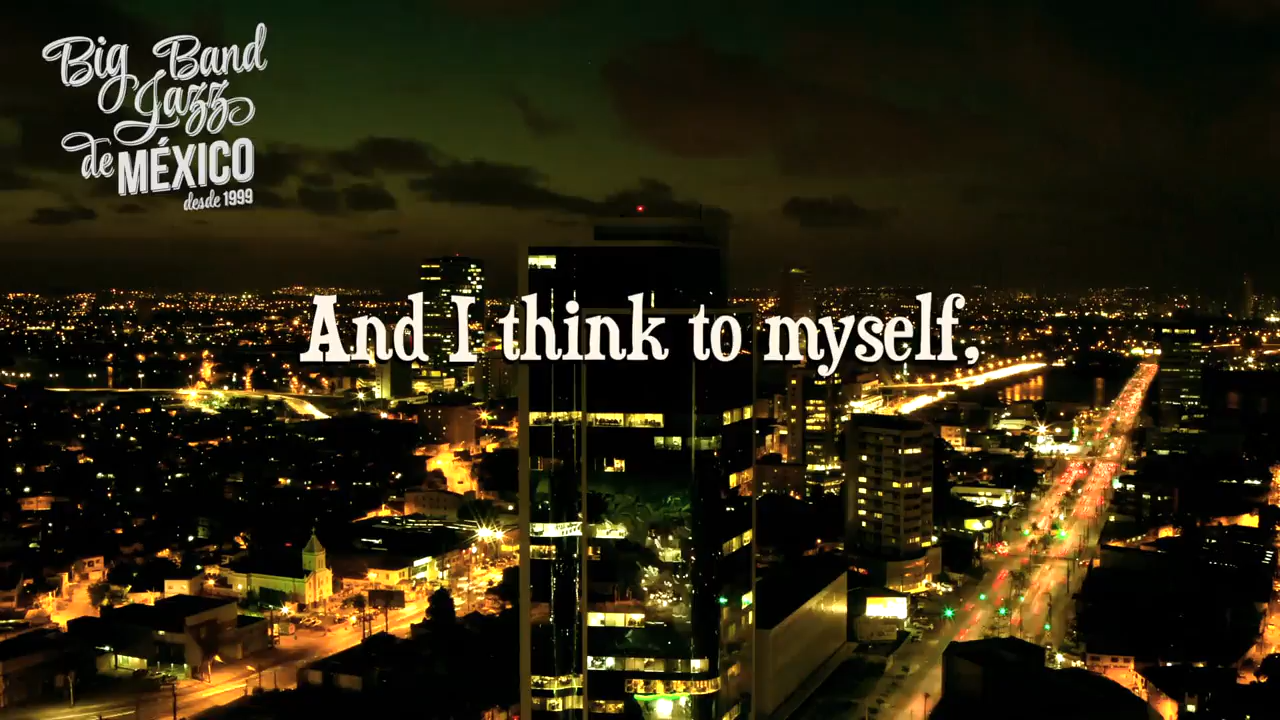 Big Band
Jazz
de MÉXICO
desde 1999
And I think to myself,